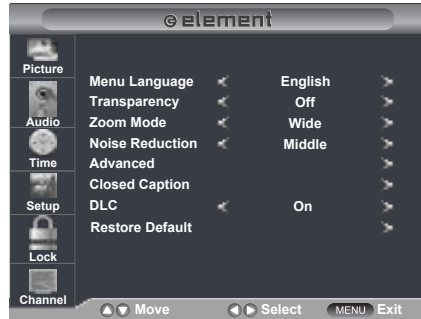 element
Picture
Audio
Time
Setup
Lock
Channel
Menu Language English
Transparency Off
Zoom Mode Wide
Noise Reduction Middle
Advanced
Closed Caption
DLC On
Restore Default
Move Select MENU Exit